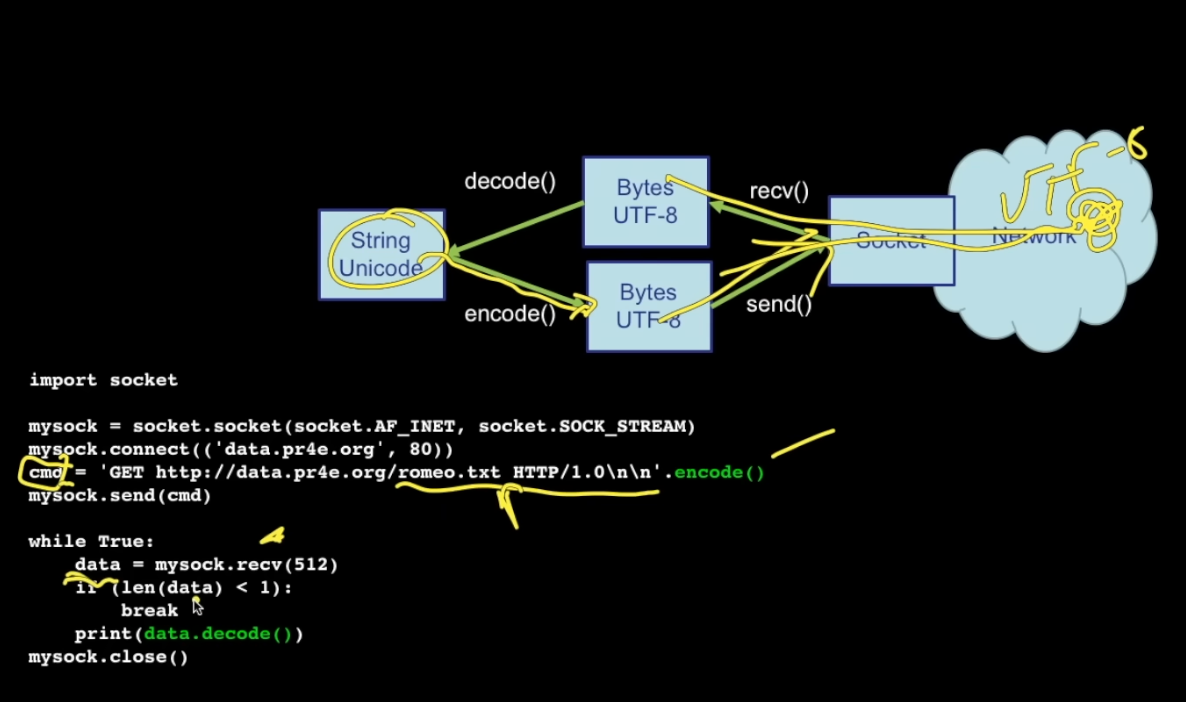 UTF-8
decode()
Bytes
UTF-8
recv()
String
Unicode
Socket
Network
encode()
Bytes
UTF-8
send()
import socket
mysock = socket.socket(socket.AF_INET, socket.SOCK_STREAM)
mysock.connect(('data.pr4e.org', 80))
cmd = 'GET http://data.pr4e.org/romeo.txt HTTP/1.0\n\n'.encode()
mysock.send(cmd)
while True:
    data = mysock.recv(512)
    if (len(data) < 1):
        break
    print(data.decode())
mysock.close()